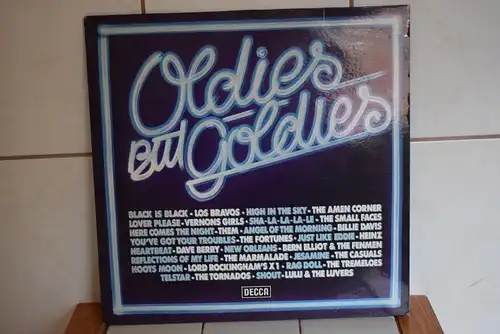 Oldies
But Goldies
BLACK IS BLACK - LOS BRAVOS - HIGH IN THE SKY - THE AMEN CORNER
LOVER PLEASE - VERNONS GIRLS - SHA-LA-LA-LA-LE - THE SMALL FACES
HERE COMES THE NIGHT - THEM - ANGEL OF THE MORNING - BILLIE DAVIS
YOU'VE GOT YOUR TROUBLES - THE FORTUNES - JUST LIKE EDDIE - HEINZ
HEARTBEAT - DAVE BERRY - NEW ORLEANS - BERN ELLIOT & THE FENMEN
REFLECTIONS OF MY LIFE - THE MARMALADE - JESAMINE - THE CASUALS
HOOTS MOON - LORD ROCKINGHAM'S X1 - RAG DOLL - THE TREMELOES
TELSTAR - THE TORNADOS - SHOUT - LULU & THE LUVERS
DECCA